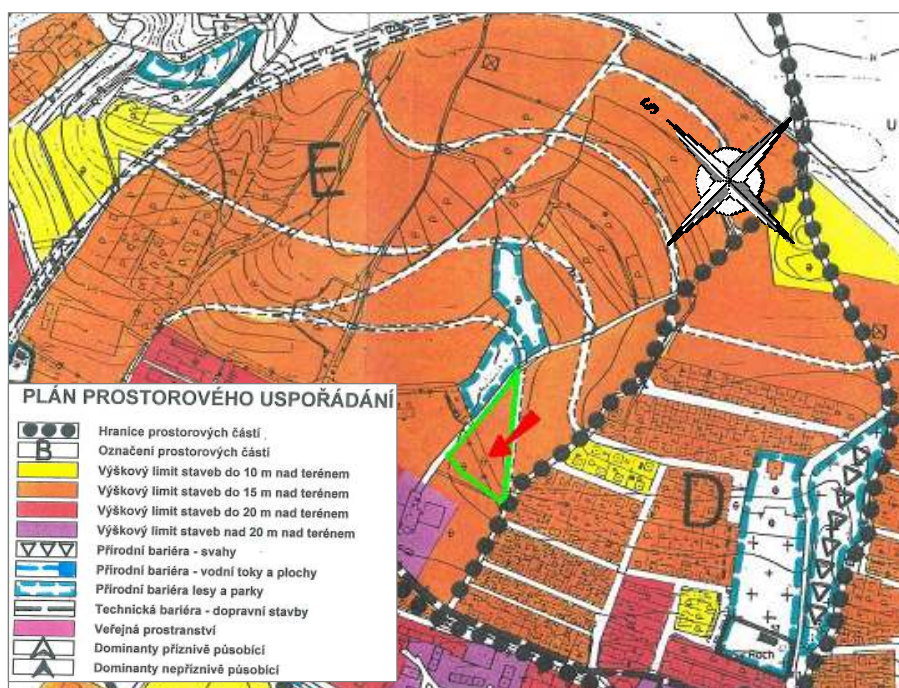 S
E
U
D
Roch
PLÁN PROSTOROVÉHO USPOŘÁDÁNÍ
Hranice prostorových částí
B Označení prostorových částí
Výškový limit staveb do 10 m nad terénem
Výškový limit staveb do 15 m nad terénem
Výškový limit staveb do 20 m nad terénem
Výškový limit staveb nad 20 m nad terénem
Přírodní bariéra - svahy
Přírodní bariéra - vodní toky a plochy
Přírodní bariéra lesy a parky
Technická bariéra - dopravní stavby
Veřejná prostranství
Dominanty příznivě působící
Dominanty nepříznivě působící